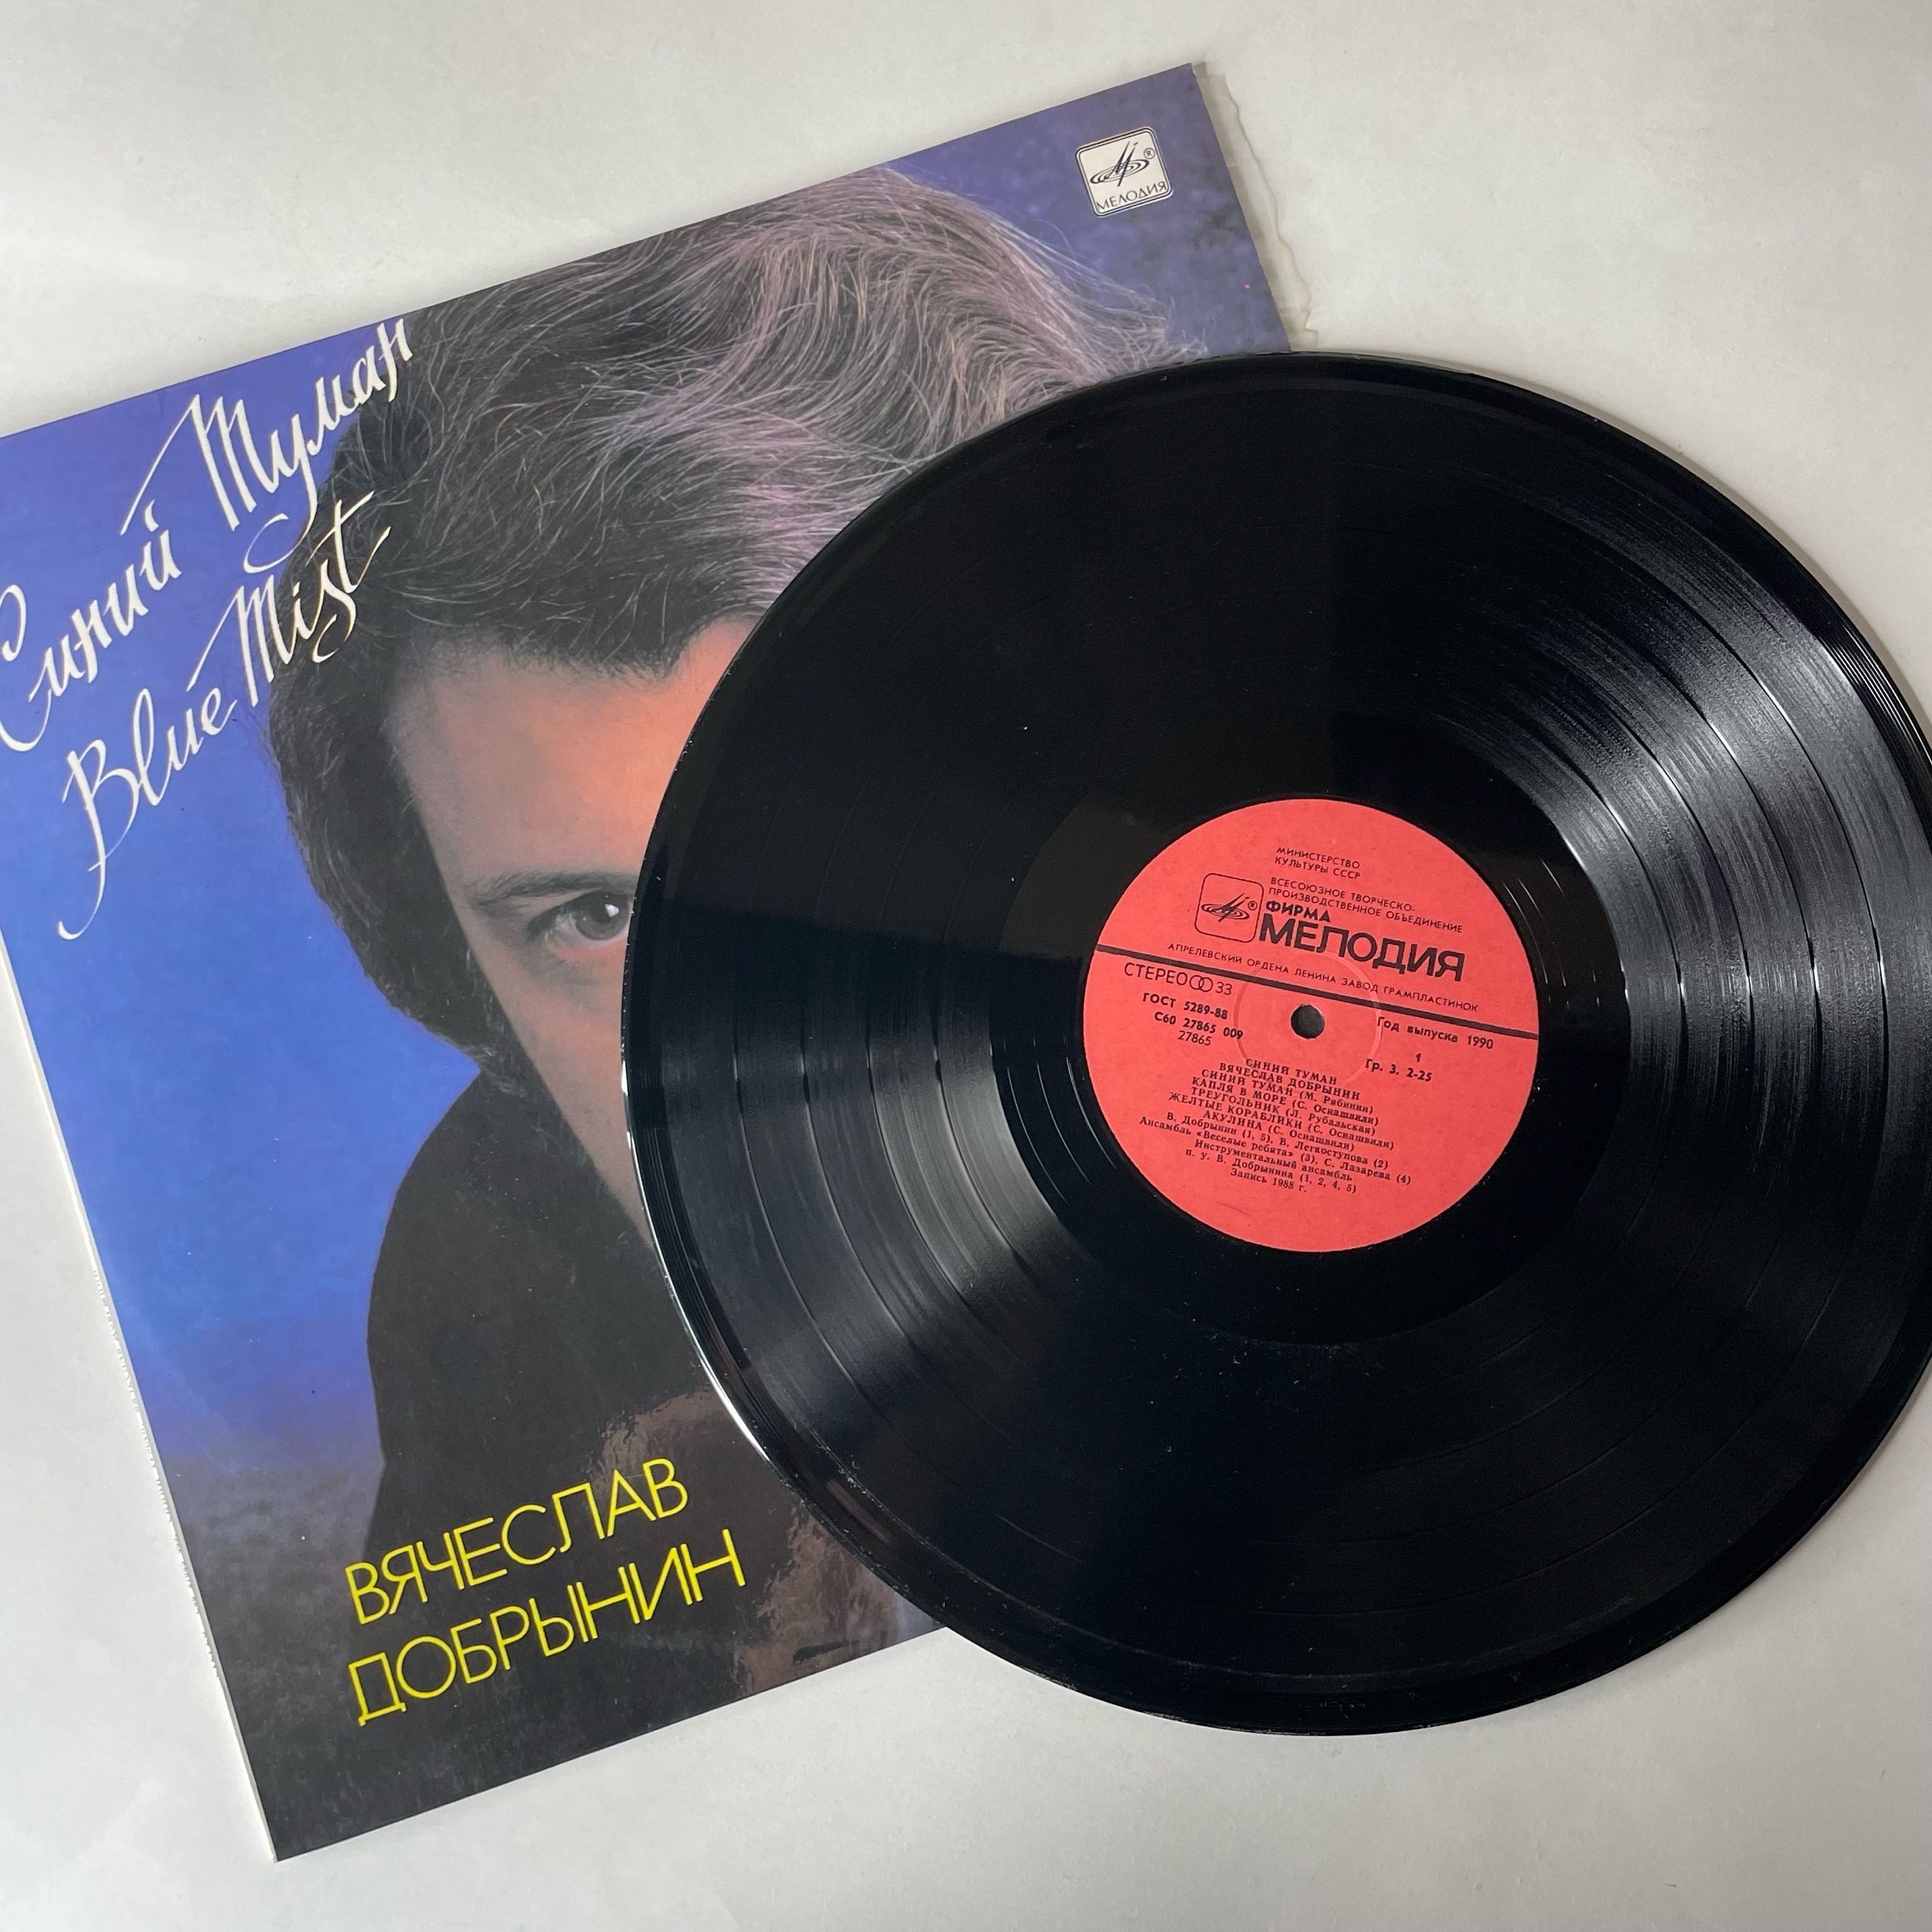 Синий Туман
Blue Mist
® МЕЛОДИЯ
ВЯЧЕСЛАВ
ДОБРЫНИН
МИНИСТЕРСТВО
КУЛЬТУРЫ СССР
ВСЕСОЮЗНОЕ ТВОРЧЕСКО-
ПРОИЗВОДСТВЕННОЕ ОБЪЕДИНЕНИЕ
® ФИРМА
МЕЛОДИЯ
АПРЕЛЕВСКИЙ ОРДЕНА ЛЕНИНА ЗАВОД ГРАМПЛАСТИНОК
СТЕРЕО 33
ГОСТ 5289-88
С60 27865 009
27865
Год выпуска 1990
1
Гр. 3. 2-25
СИНИЙ ТУМАН
ВЯЧЕСЛАВ ДОБРЫНИН
СИНИЙ ТУМАН (М. Рябинин)
КАПЛЯ В МОРЕ (С. Осиашвили)
ТРЕУГОЛЬНИК (Л. Рубальская)
ЖЕЛТЫЕ КОРАБЛИКИ (С. Осиашвили)
АКУЛИНА (С. Осиашвили)
В. Добрынин (1, 5), В. Легкоступова (2)
Ансамбль «Веселые ребята» (3), С. Лазарева (4)
Инструментальный ансамбль
п. у. В. Добрынина (1, 2, 4, 5)
Запись 1988 г.